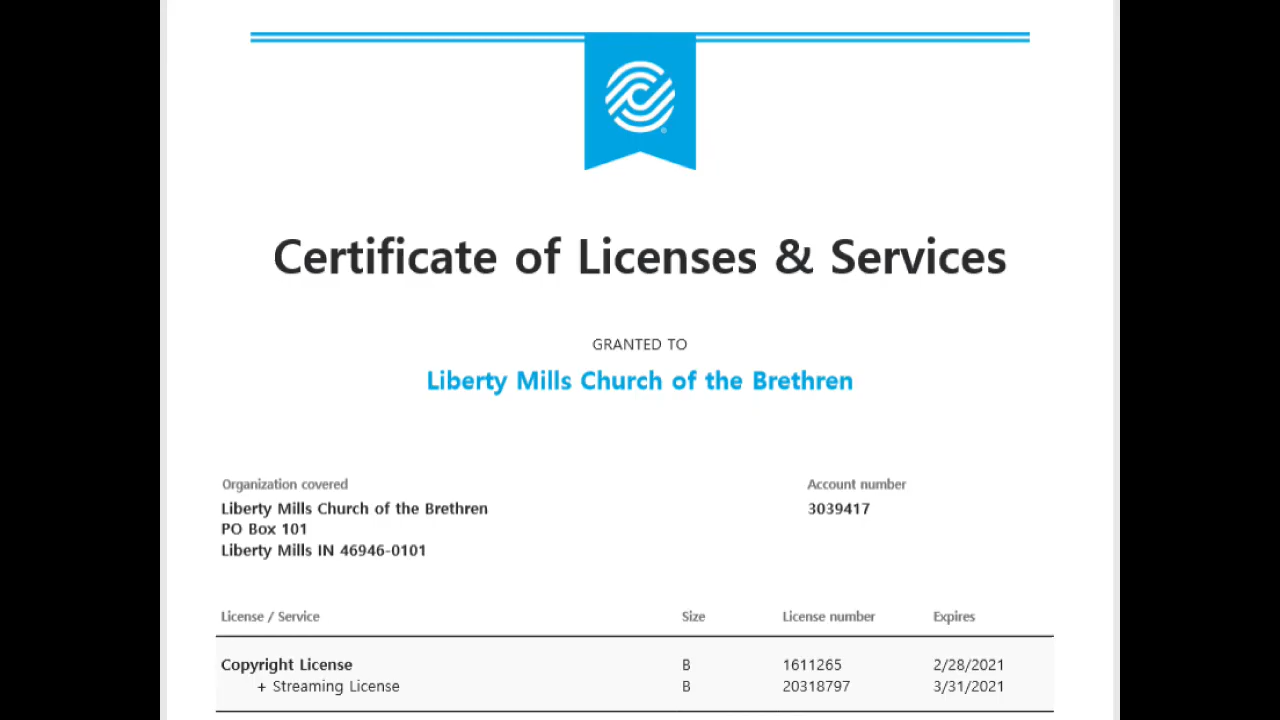 Certificate of Licenses & Services
GRANTED TO
Liberty Mills Church of the Brethren
Organization covered Account number
Liberty Mills Church of the Brethren 3039417
PO Box 101
Liberty Mills IN 46946-0101
License / Service Size License number Expires
Copyright License B 1611265 2/28/2021
+ Streaming License B 20318797 3/31/2021